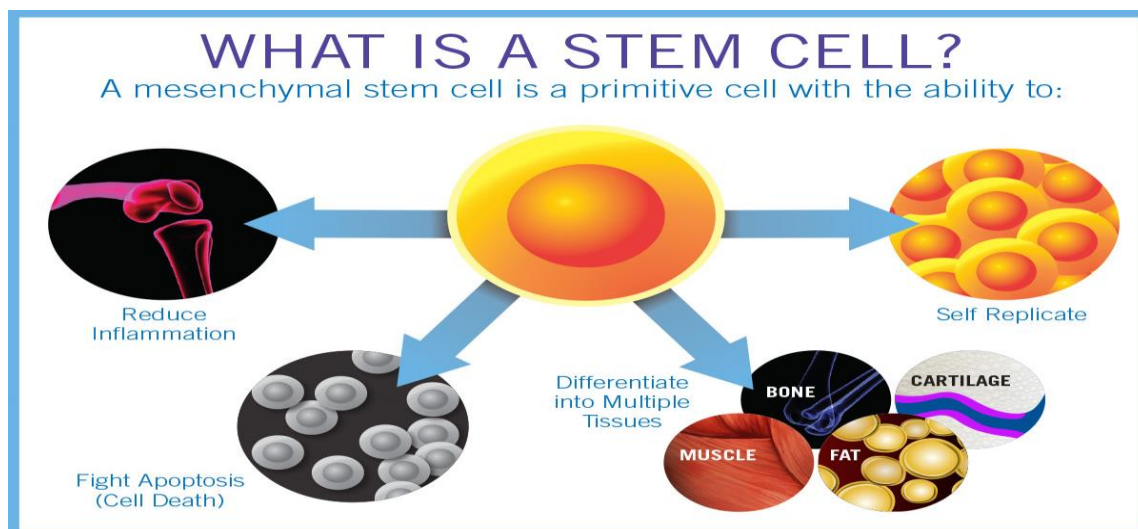 WHAT IS A STEM CELL?
A mesenchymal stem cell is a primitive cell with the ability to:
Reduce
Inflammation
Self Replicate
Fight Apoptosis
(Cell Death)
Differentiate
into Multiple
Tissues
BONE
CARTILAGE
MUSCLE
FAT